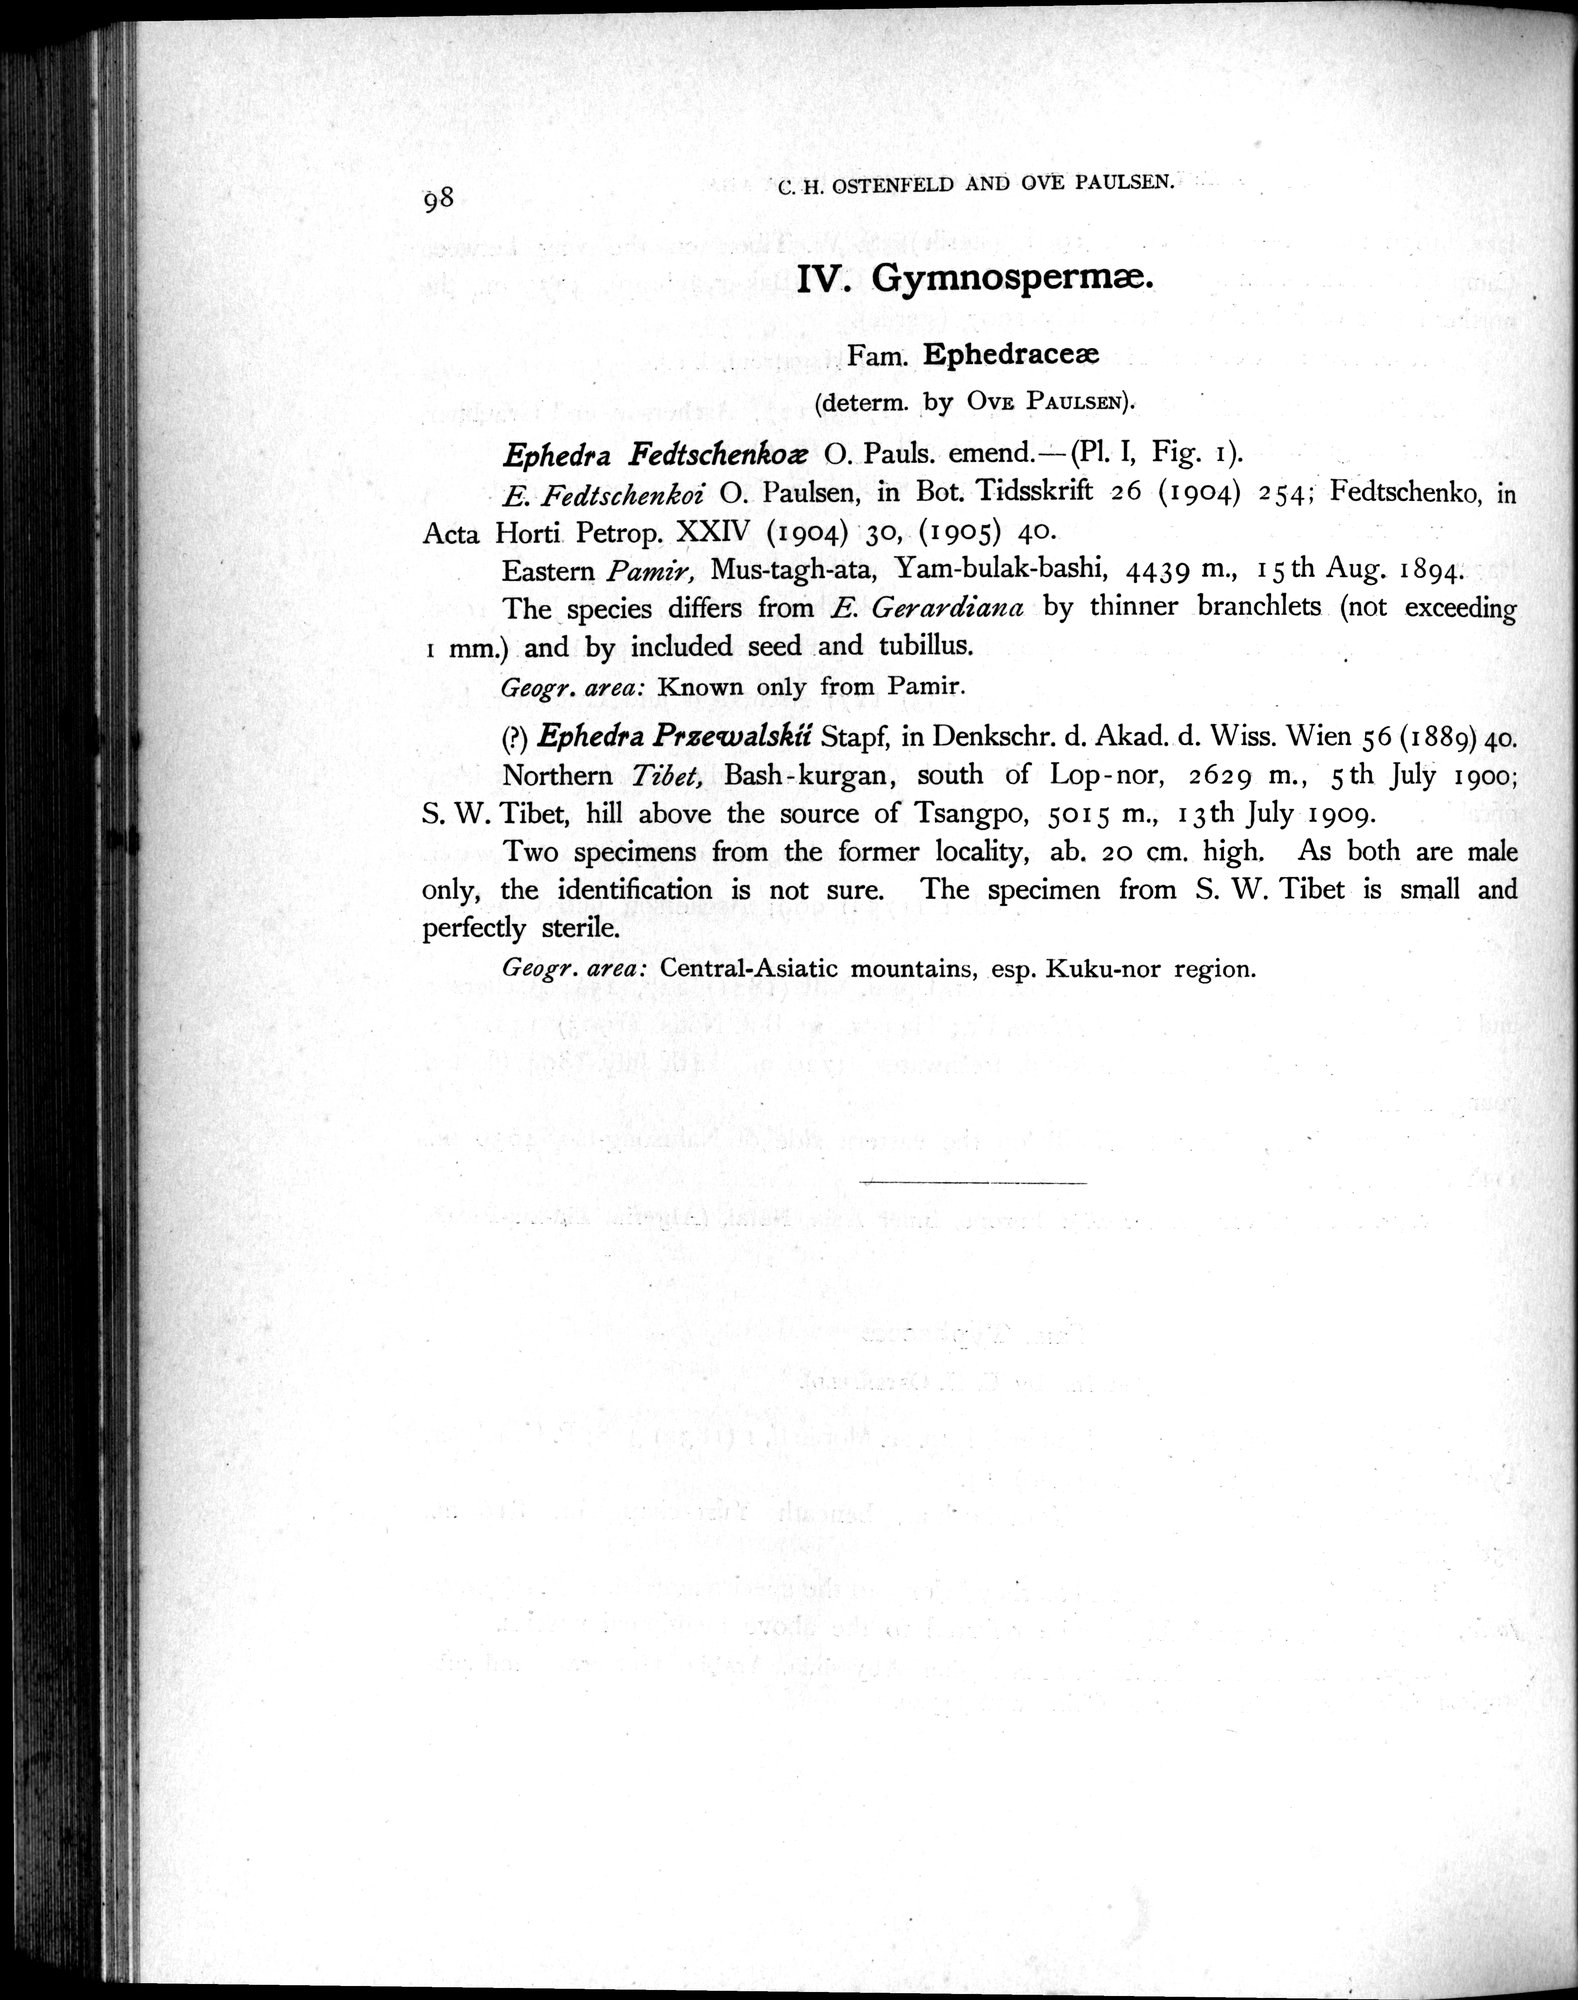 98
C. H. OSTENFELD AND OVE PAULSEN.
IV. Gymnospermæ.
Fam. Ephedraceæ
(determ. by OVE PAULSEN).
Ephedra Fedtschenkoæ O. Pauls. emend.—(Pl. I, Fig. 1).
E. Fedtschenkoi O. Paulsen, in Bot. Tidsskrift 26 (1904) 254; Fedtschenko, in
Acta Horti Petrop. XXIV (1904) 30, (1905) 40.
Eastern Pamir, Mus-tagh-ata, Yam-bulak-bashi, 4439 m., 15th Aug. 1894.
The species differs from E. Gerardiana by thinner branchlets (not exceeding
1 mm.) and by included seed and tubillus.
Geogr. area: Known only from Pamir.
(?) Ephedra Przewalskii Stapf, in Denkschr. d. Akad. d. Wiss. Wien 56 (1889) 40.
Northern Tibet, Bash-kurgan, south of Lop-nor, 2629 m., 5th July 1900;
S. W. Tibet, hill above the source of Tsangpo, 5015 m., 13th July 1909.
Two specimens from the former locality, ab. 20 cm. high. As both are male
only, the identification is not sure. The specimen from S. W. Tibet is small and
perfectly sterile.
Geogr. area: Central-Asiatic mountains, esp. Kuku-nor region.